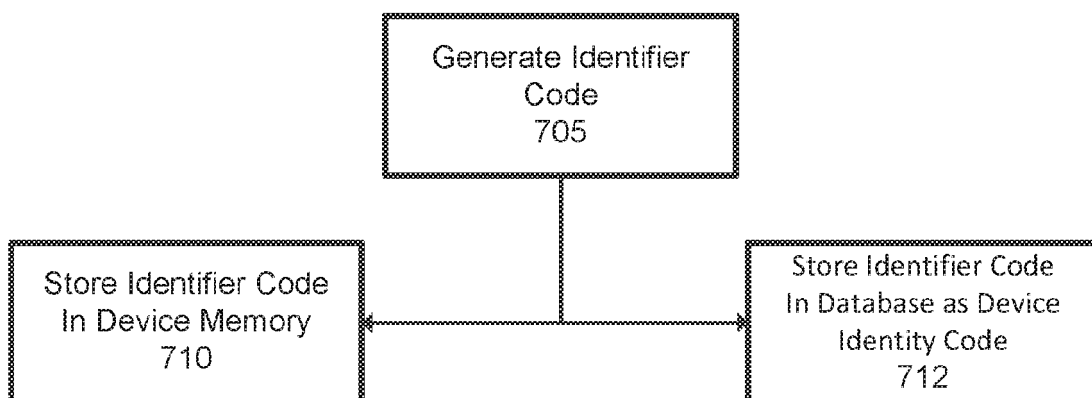 Generate Identifier
Code
705
Store Identifier Code
In Device Memory
710
Store Identifier Code
In Database as Device
Identity Code
712